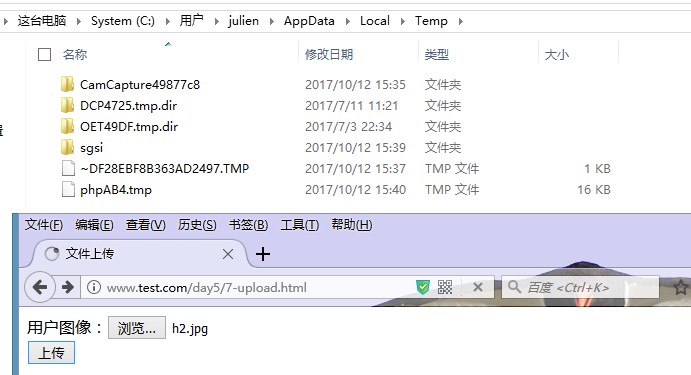 这台电脑 › System (C:) › 用户 › julien › AppData › Local › Temp ›
名称 修改日期 类型 大小
CamCapture49877c8 2017/10/12 15:35 文件夹
DCP4725.tmp.dir 2017/7/11 11:21 文件夹
OET49DF.tmp.dir 2017/7/3 22:34 文件夹
sgsi 2017/10/12 15:39 文件夹
~DF28EBF8B363AD2497.TMP 2017/10/12 15:37 TMP 文件 1 KB
phpAB4.tmp 2017/10/12 15:40 TMP 文件 16 KB
文件(F) 编辑(E) 查看(V) 历史(S) 书签(B) 工具(T) 帮助(H)
文件上传
www.test.com/day5/7-upload.html 百度 <Ctrl+K>
用户图像：浏览... h2.jpg
上传